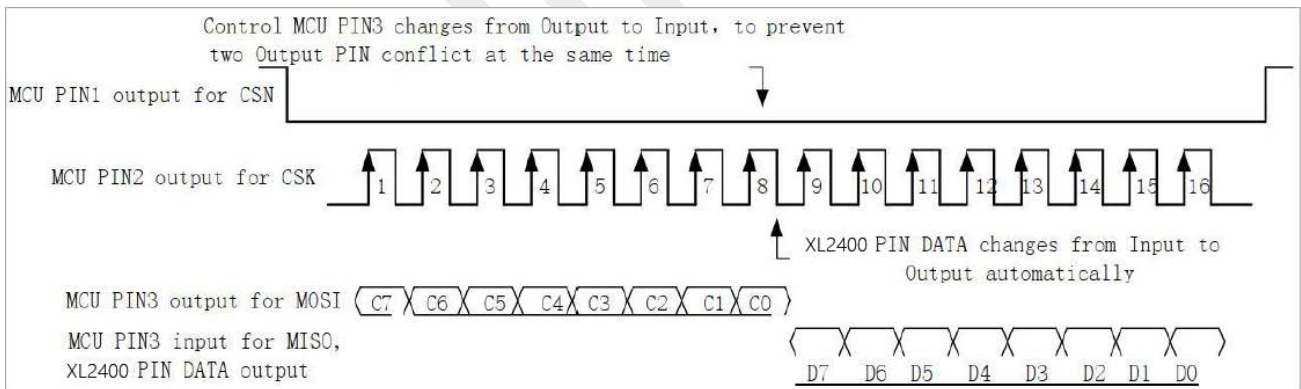 Control MCU PIN3 changes from Output to Input, to prevent
two Output PIN conflict at the same time
MCU PIN1 output for CSN
MCU PIN2 output for CSK
1 2 3 4 5 6 7 8 9 10 11 12 13 14 15 16
XL2400 PIN DATA changes from Input to
Output automatically
MCU PIN3 output for MOSI C7 C6 C5 C4 C3 C2 C1 C0
MCU PIN3 input for MISO,
XL2400 PIN DATA output
D7 D6 D5 D4 D3 D2 D1 D0